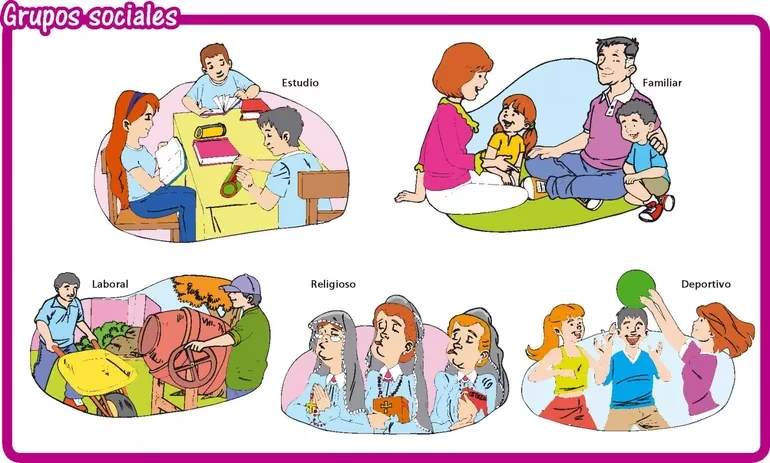 Grupos sociales
Estudio
Familiar
Laboral
Religioso
Deportivo